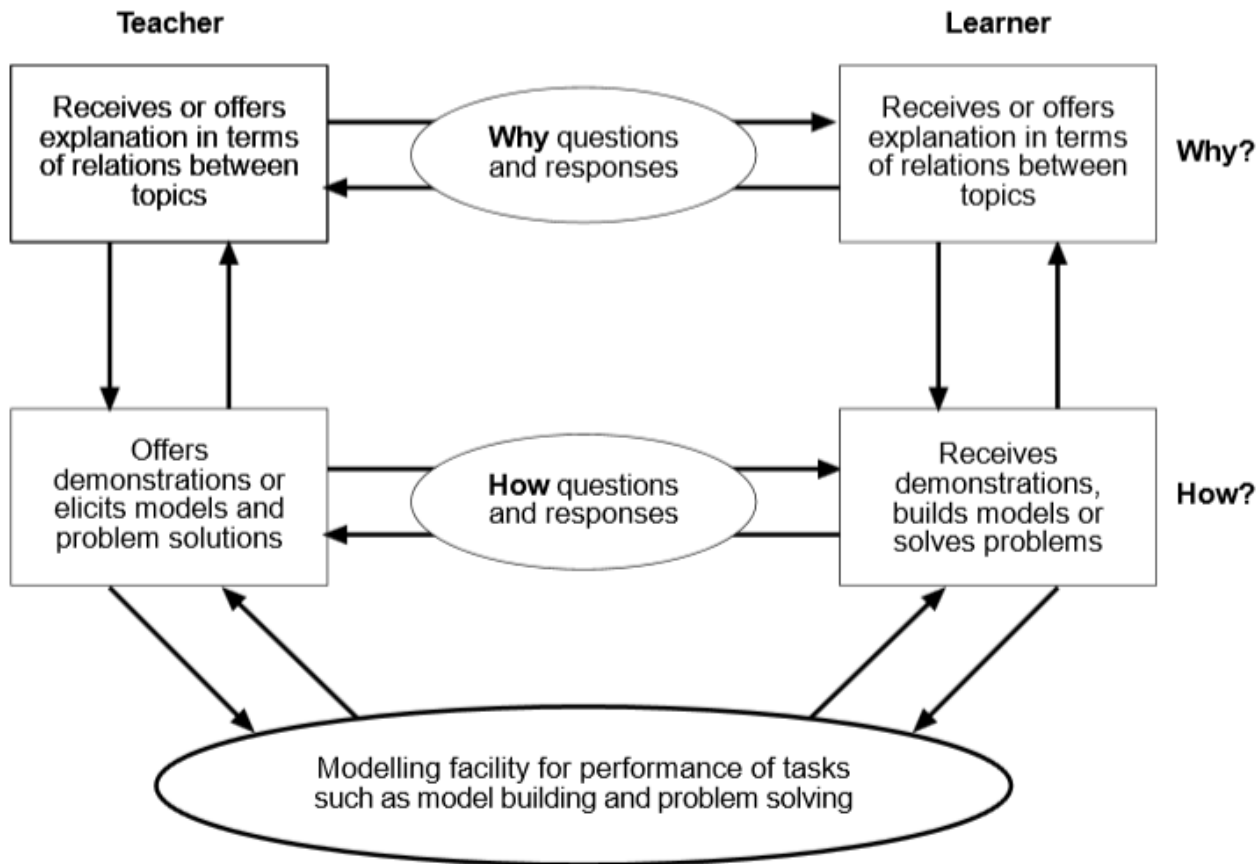 Teacher
Learner
Receives or offers
explanation in terms
of relations between
topics
Why questions
and responses
Receives or offers
explanation in terms
of relations between
topics
Why?
Offers
demonstrations or
elicits models and
problem solutions
How questions
and responses
Receives
demonstrations,
builds models or
solves problems
How?
Modelling facility for performance of tasks
such as model building and problem solving